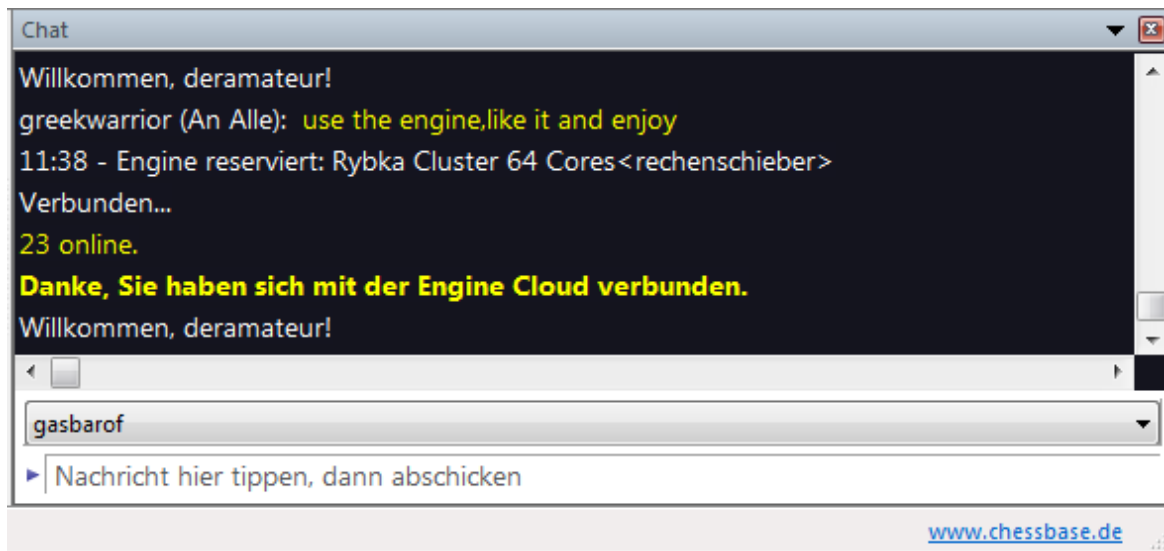 Chat
Willkommen, deramateur!
greekwarrior (An Alle): use the engine,like it and enjoy
11:38 - Engine reserviert: Rybka Cluster 64 Cores<rechenschieber>
Verbunden...
23 online.
Danke, Sie haben sich mit der Engine Cloud verbunden.
Willkommen, deramateur!
gasbarof
Nachricht hier tippen, dann abschicken
www.chessbase.de